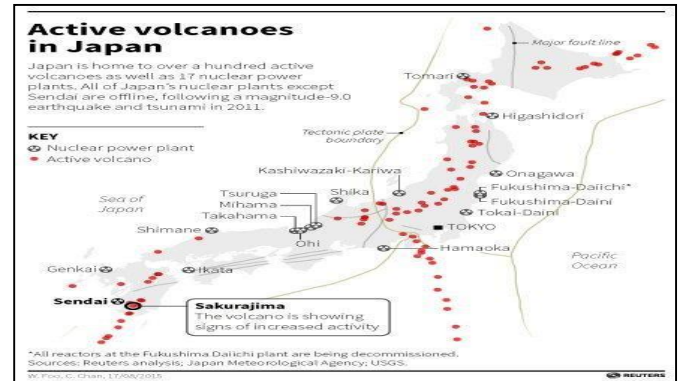 Active volcanoes
in Japan
Japan is home to over a hundred active
volcanoes as well as 17 nuclear power
plants. All of Japan's nuclear plants except
Sendai are offline, following a magnitude-9.0
earthquake and tsunami in 2011.
KEY
Nuclear power plant
Active volcano
Major fault line
Tomari
Tectonic plate
boundary
Higashidori
Kashiwazaki-Kariwa
Onagawa
Sea of
Japan
Tsuruga
Shika
Fukushima-Daiichi*
Mihama
Fukushima-Daini
Takahama
Tokai-Daini
Shimane
Ohi
TOKYO
Hamaoka
Pacific
Ocean
Genkai
Ikata
Sendai
Sakurajima
The volcano is showing
signs of increased activity
*All reactors at the Fukushima Daiichi plant are being decommissioned.
Sources: Reuters analysis; Japan Meteorological Agency; USGS.
W. Foo, C. Chan, 17/08/2015
REUTERS